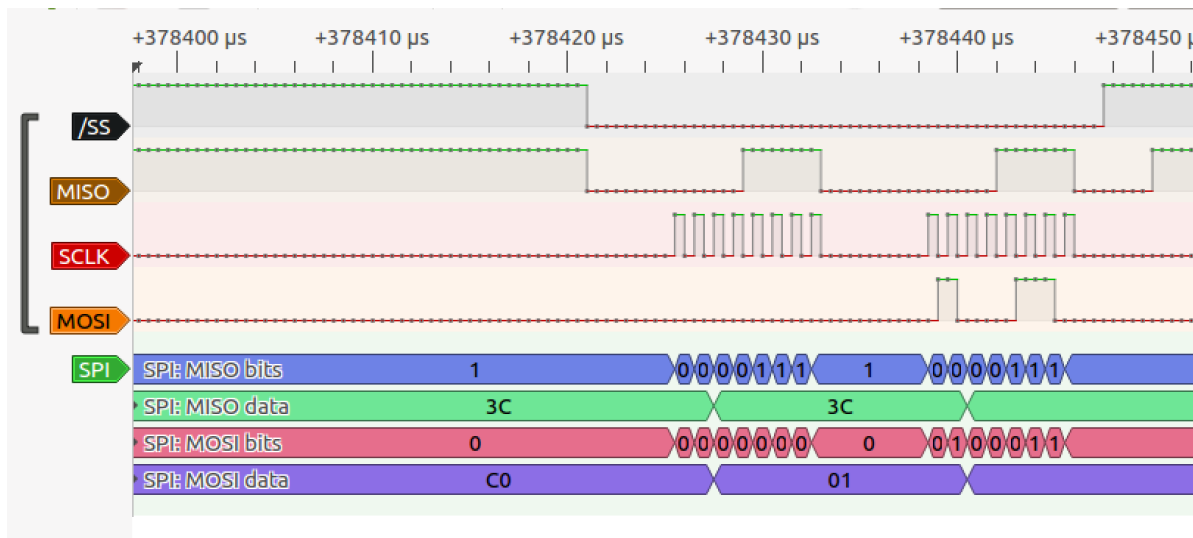 +378400 µs +378410 µs +378420 µs +378430 µs +378440 µs +378450 µ
/SS
MISO
SCLK
MOSI
SPI SPI: MISO bits 1 0 0 0 0 1 1 1 1 0 0 0 0 1 1 1
SPI: MISO data 3C 3C
SPI: MOSI bits 0 0 0 0 0 0 0 0 0 0 1 0 0 0 1 1
SPI: MOSI data C0 01